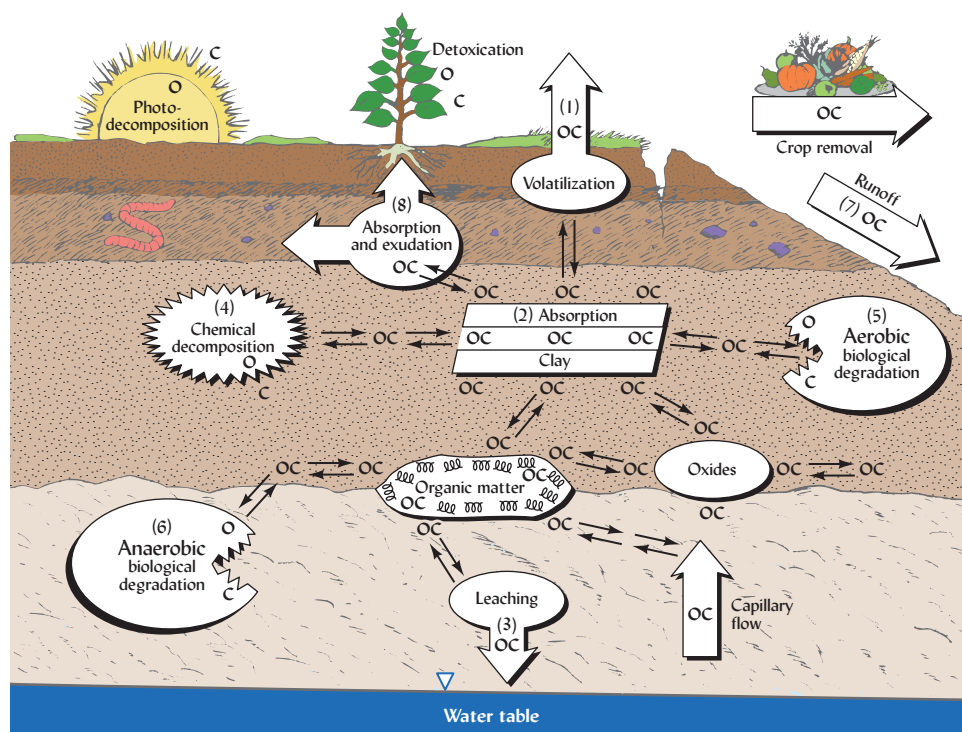 C
O
Photo-
decomposition
Detoxication
O
C
(1)
OC
Volatilization
OC
Crop removal
Runoff
(7) OC
(8)
Absorption
and exudation
OC
OC
OC
OC
(4)
Chemical
decomposition
O
C
OC
(2) Absorption
OC
OC
OC
Clay
OC
OC
OC
OC
(5)
O
Aerobic
biological
degradation
C
OC
OC
OC
OC
OC
OC
Organic matter
OC
OC
OC
Oxides
OC
OC
OC
(6)
O
Anaerobic
biological
degradation
C
OC
OC
Leaching
(3)
OC
OC
Capillary
flow
Water table